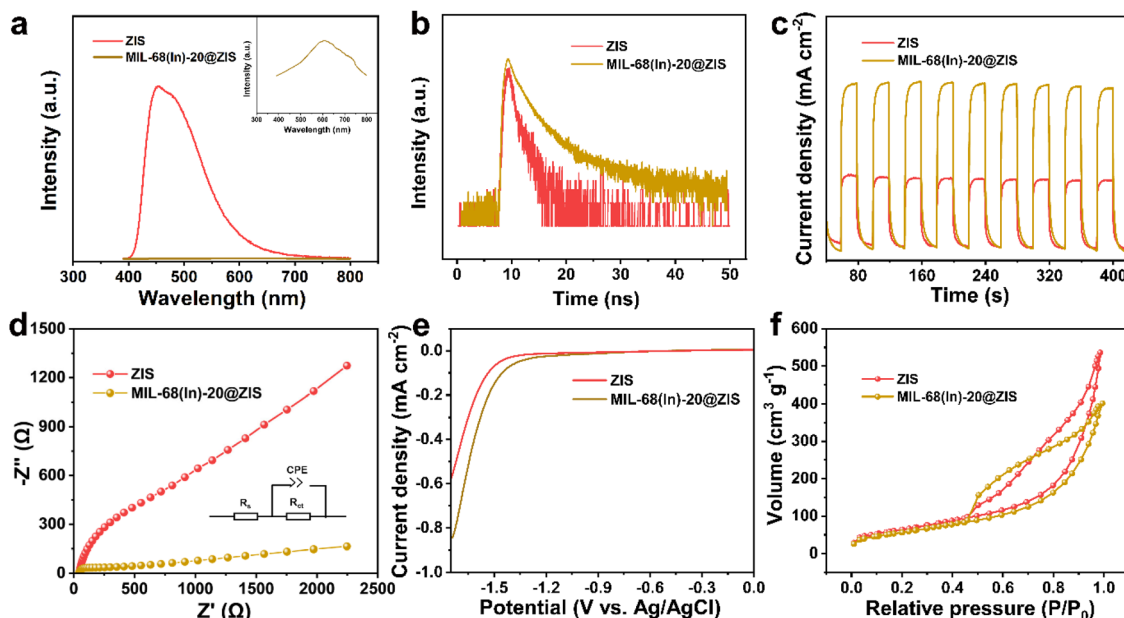 a
ZIS
MIL-68(In)-20@ZIS
Intensity (a.u.)
300 400 500 600 700 800
Wavelength (nm)
Intensity (a.u.)
300 400 500 600 700 800
Wavelength (nm)
b
ZIS
MIL-68(In)-20@ZIS
Intensity (a.u.)
0 10 20 30 40 50
Time (ns)
c
ZIS
MIL-68(In)-20@ZIS
Current density (mA cm-2)
80 160 240 320 400
Time (s)
d
ZIS
MIL-68(In)-20@ZIS
-Z'' (Ω)
1500
1200
900
600
300
0
CPE
Rs
Rct
0 500 1000 1500 2000 2500
Z' (Ω)
e
ZIS
MIL-68(In)-20@ZIS
Current density (mA cm-2)
0.0
-0.2
-0.4
-0.6
-0.8
-1.0
-1.5 -1.2 -0.9 -0.6 -0.3 0.0
Potential (V vs. Ag/AgCl)
f
ZIS
MIL-68(In)-20@ZIS
Volume (cm3 g-1)
600
500
400
300
200
100
0
0.0 0.2 0.4 0.6 0.8 1.0
Relative pressure (P/P0)